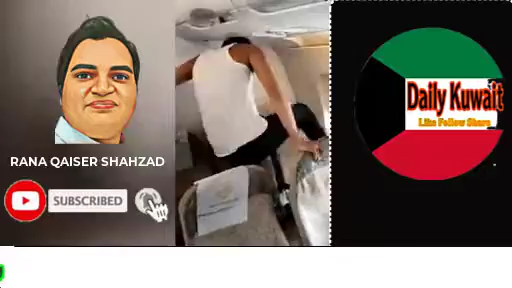 RANA QAISER SHAHZAD
SUBSCRIBED
Daily Kuwait
Like Follow Share